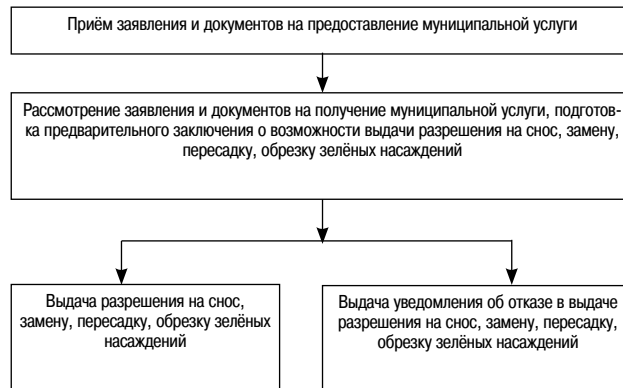 Приём заявления и документов на предоставление муниципальной услуги
Рассмотрение заявления и документов на получение муниципальной услуги, подготов-
ка предварительного заключения о возможности выдачи разрешения на снос, замену,
пересадку, обрезку зелёных насаждений
Выдача разрешения на снос,
замену, пересадку, обрезку зелёных
насаждений
Выдача уведомления об отказе в выдаче
разрешения на снос, замену, пересадку,
обрезку зелёных насаждений